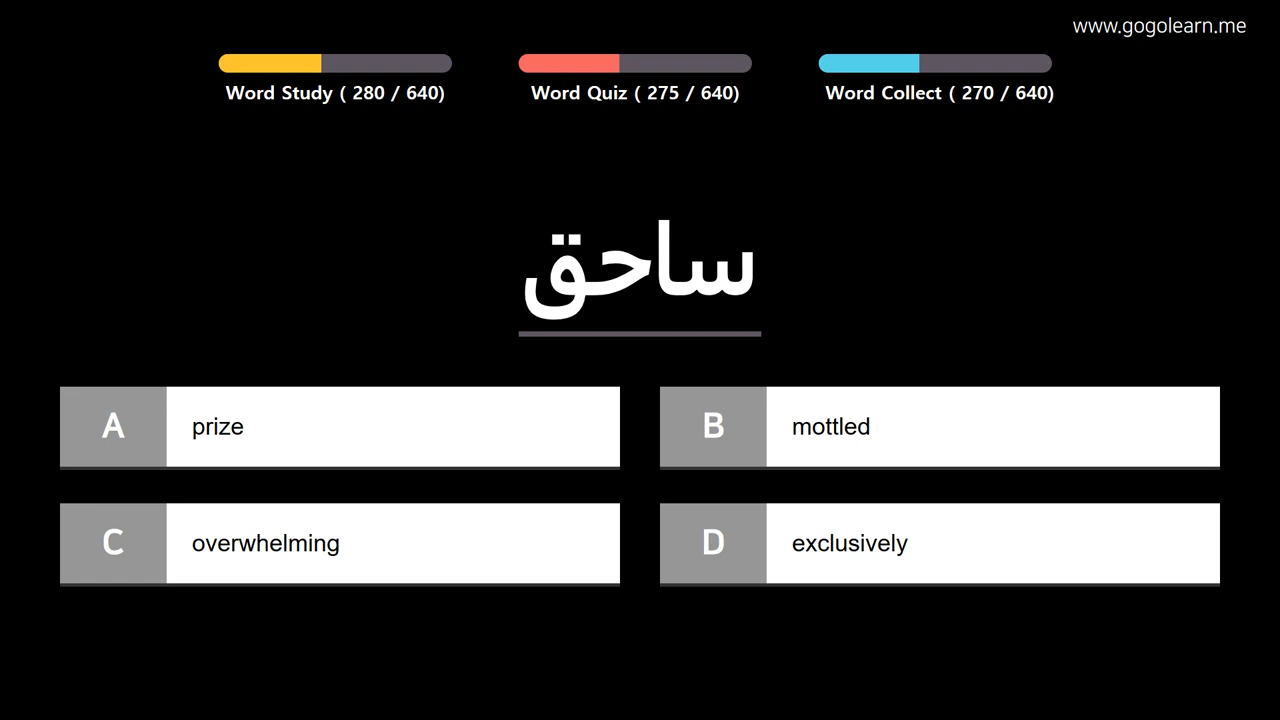 www.gogolearn.me
Word Study ( 280 / 640)
Word Quiz ( 275 / 640)
Word Collect ( 270 / 640)
ساحق
A prize
B mottled
C overwhelming
D exclusively